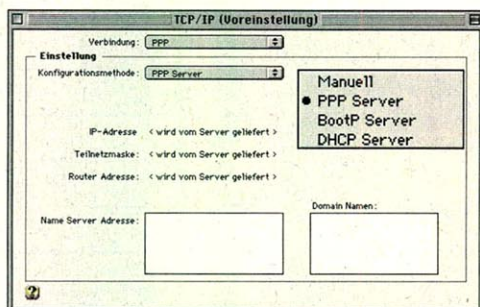 TCP/IP (Voreinstellung)
Verbindung: PPP
Einstellung
Konfigurationsmethode: PPP Server
Manuell
PPP Server
BootP Server
DHCP Server
IP-Adresse < wird vom Server geliefert >
Teilnetzmaske: < wird vom Server geliefert >
Router Adresse: < wird vom Server geliefert >
Name Server Adresse:
Domain Namen:
?